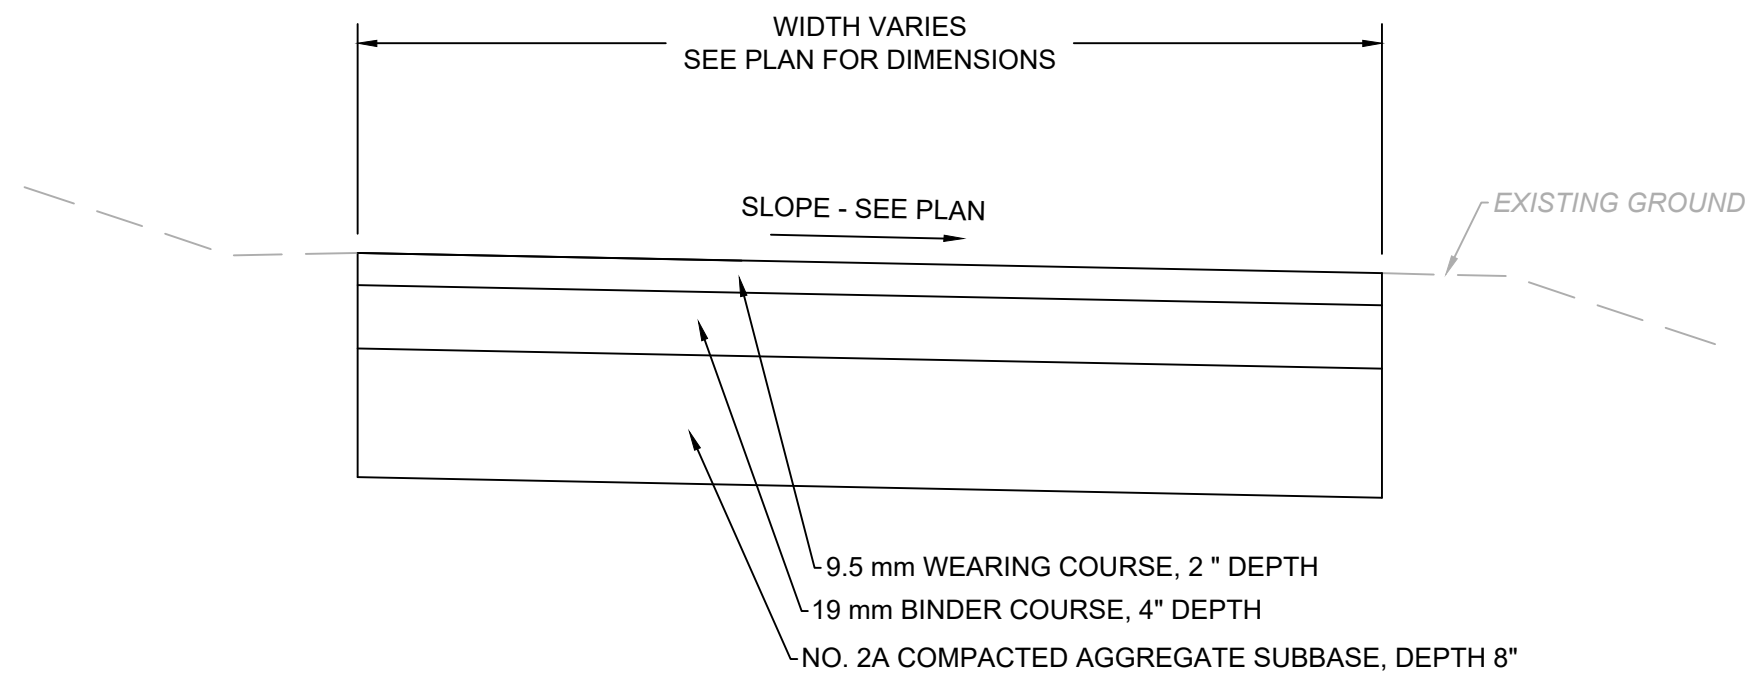 WIDTH VARIES
SEE PLAN FOR DIMENSIONS
SLOPE - SEE PLAN
EXISTING GROUND
9.5 mm WEARING COURSE, 2 " DEPTH
19 mm BINDER COURSE, 4" DEPTH
NO. 2A COMPACTED AGGREGATE SUBBASE, DEPTH 8"